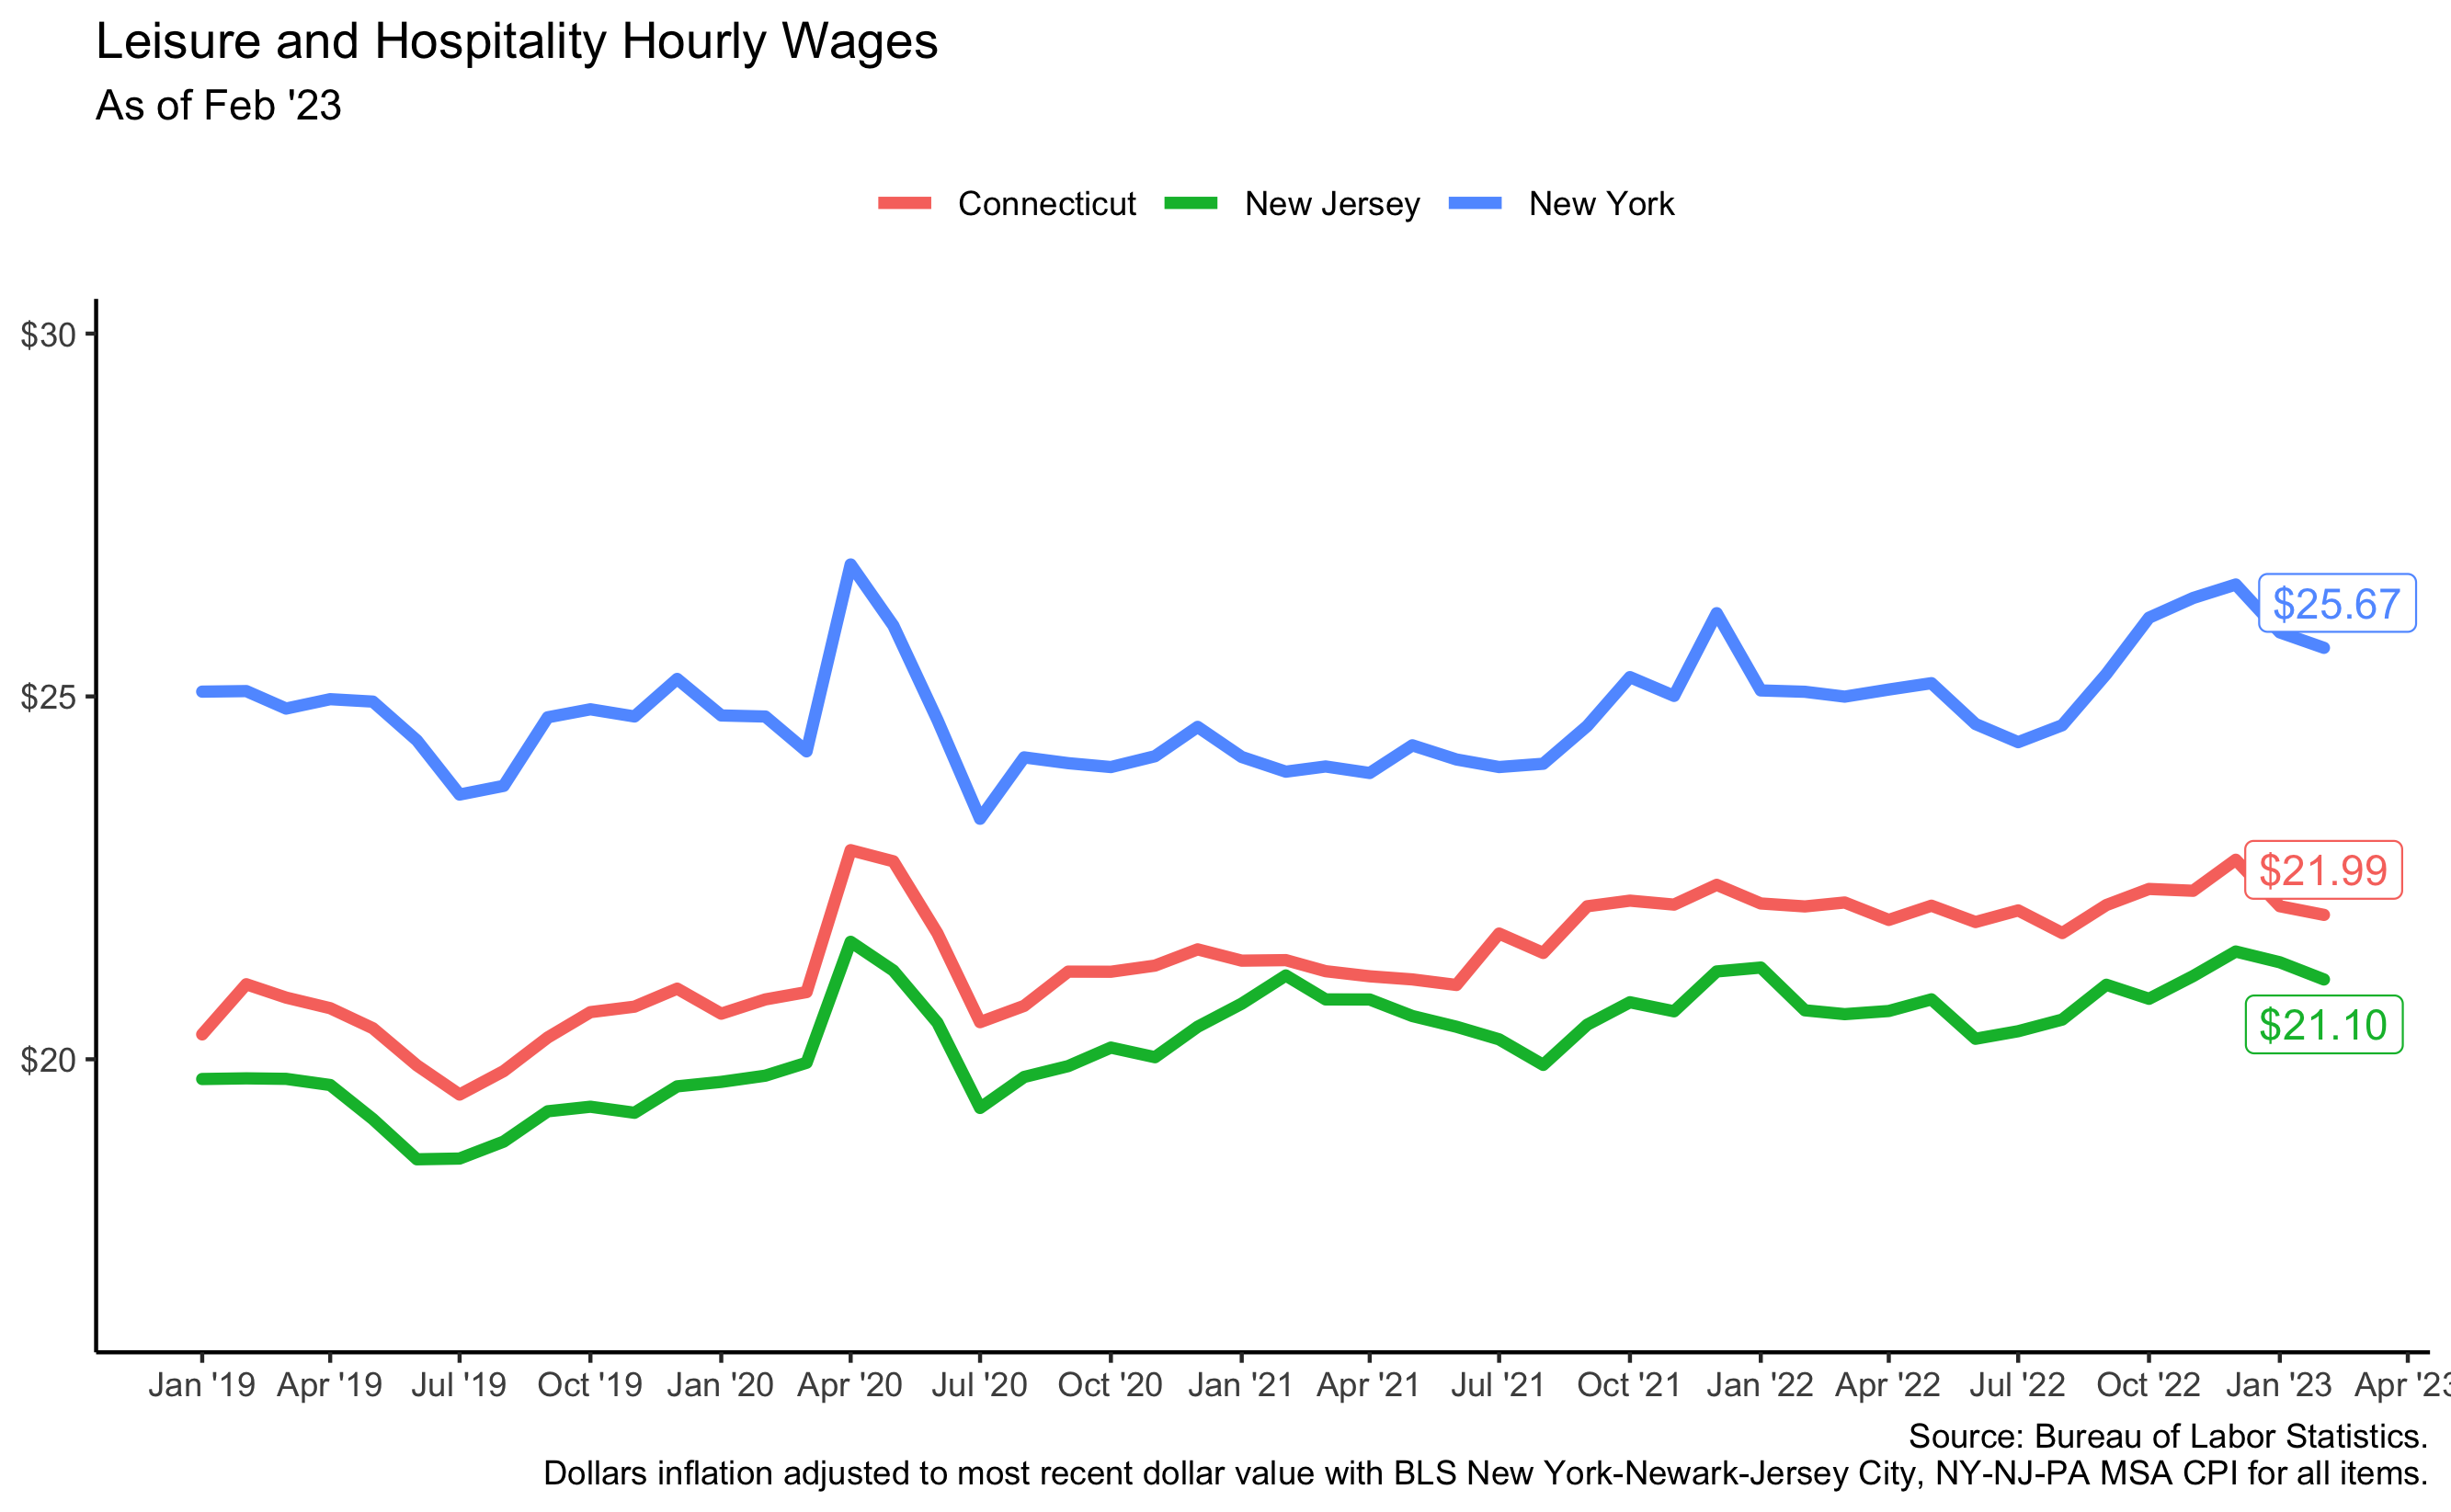 Leisure and Hospitality Hourly Wages
As of Feb '23
Connecticut New Jersey New York
$30
$25
$20
$25.67
$21.99
$21.10
Jan '19 Apr '19 Jul '19 Oct '19 Jan '20 Apr '20 Jul '20 Oct '20 Jan '21 Apr '21 Jul '21 Oct '21 Jan '22 Apr '22 Jul '22 Oct '22 Jan '23 Apr '23
Source: Bureau of Labor Statistics.
Dollars inflation adjusted to most recent dollar value with BLS New York-Newark-Jersey City, NY-NJ-PA MSA CPI for all items.